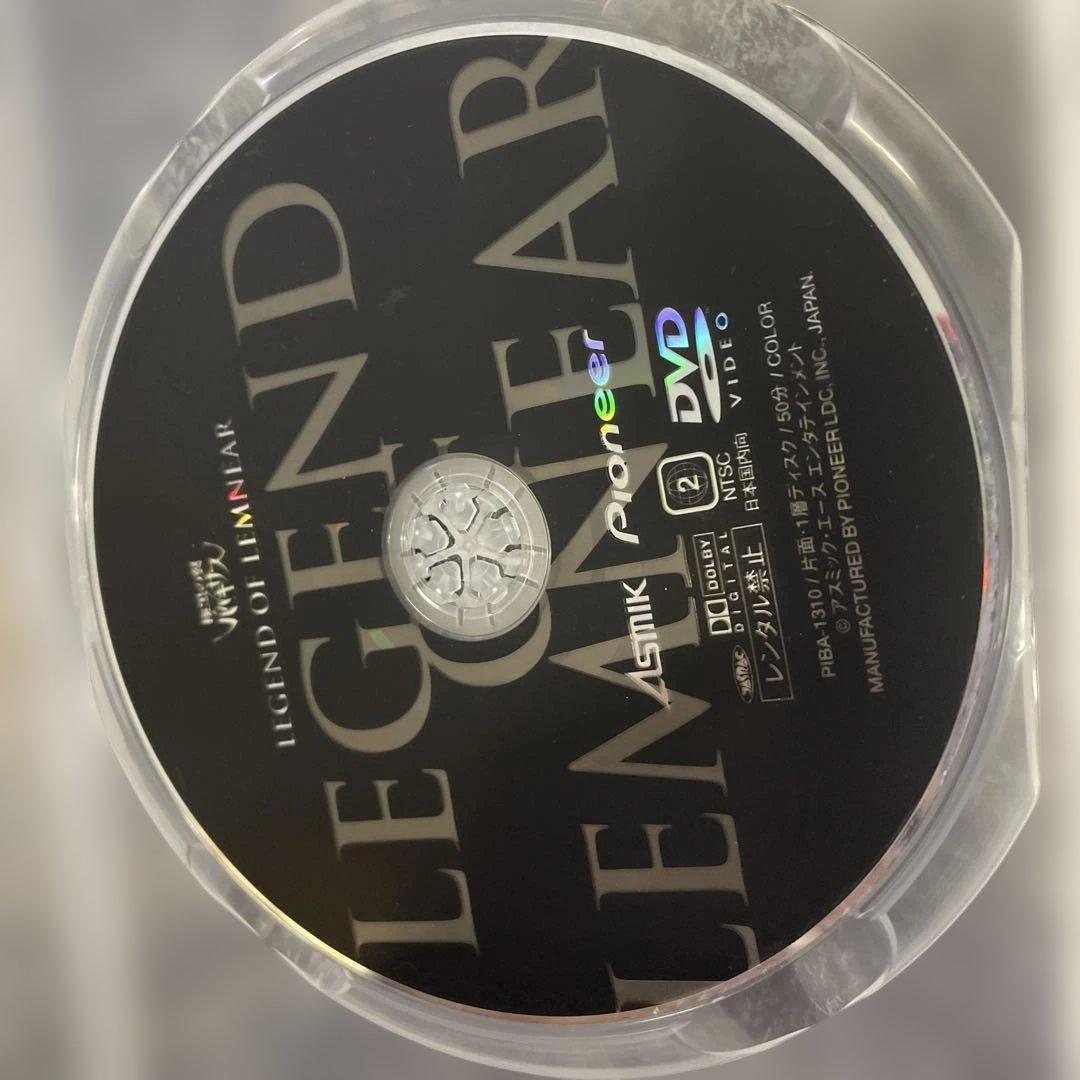 LEGEND OF LEMNEAR
LEGEND
OF
LEMNEAR
ASMIK
Pioneer
DOLBY
DIGITAL
2
DVD
VIDEO
NTSC
日本国内向
JASRAC
レンタル禁止
PIBA-1310 / 片面·1層ディスク / 50分 / COLOR
© アスミック・エース エンタテインメント
MANUFACTURED BY PIONEER LDC, INC., JAPAN.